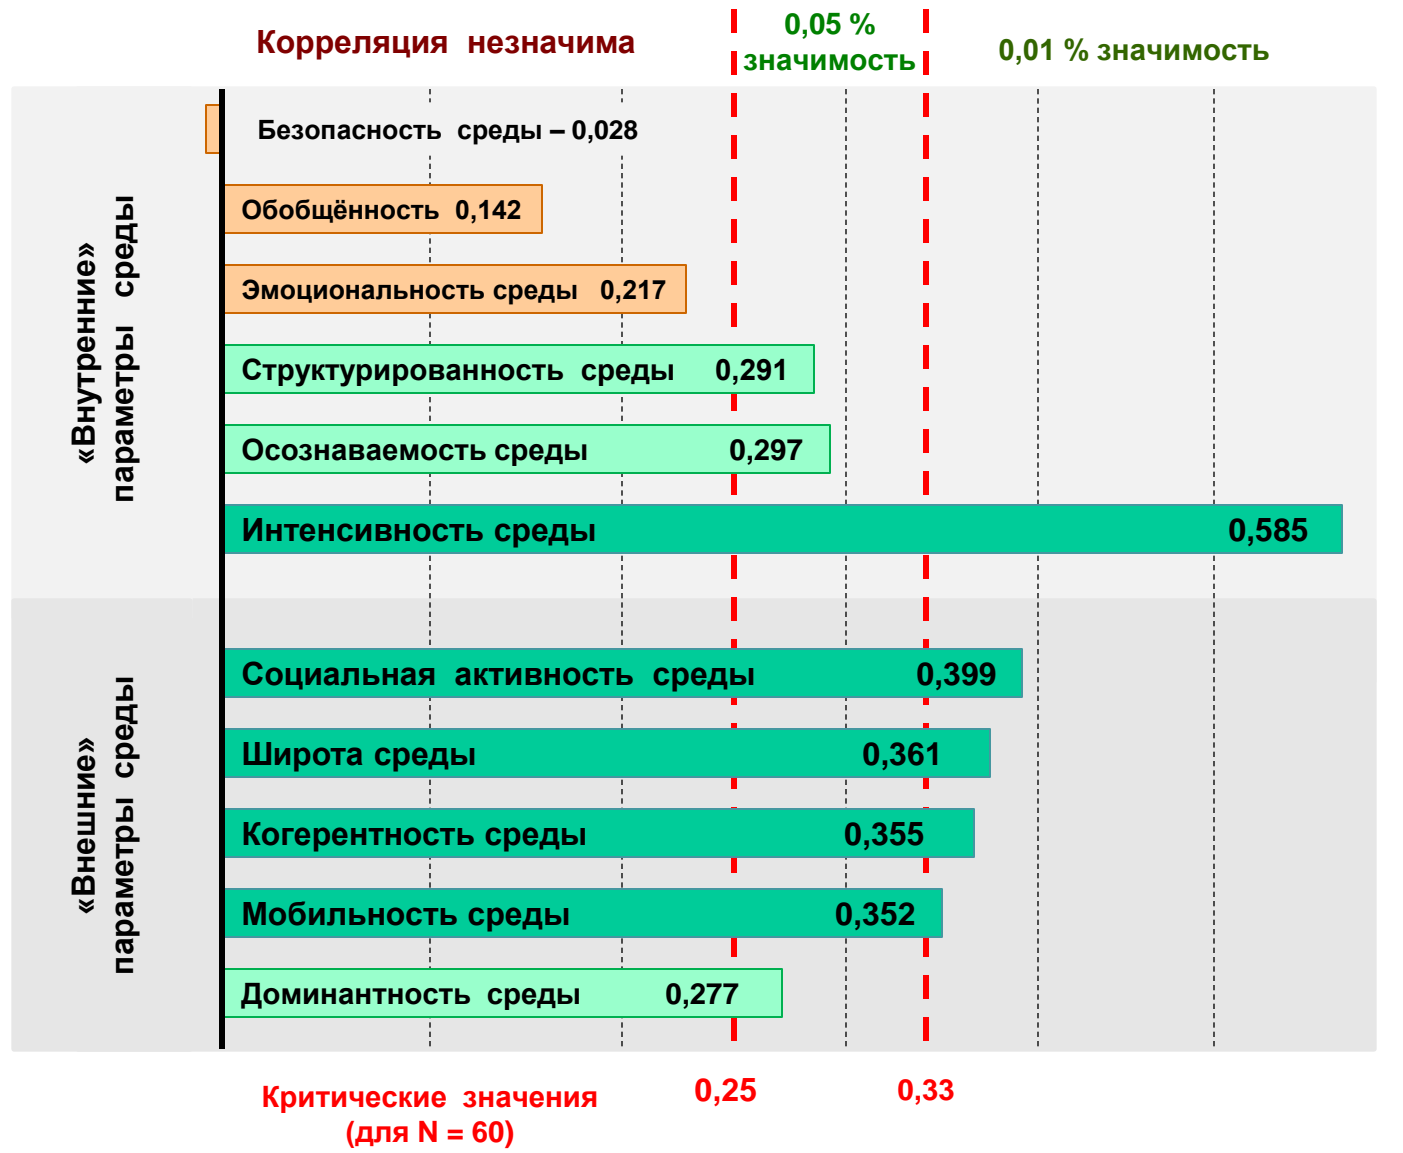 Корреляция незначима
0,05 %
значимость
0,01 % значимость
«Внутренние»
параметры среды
Безопасность среды – 0,028
Обобщённость 0,142
Эмоциональность среды 0,217
Структурированность среды 0,291
Осознаваемость среды 0,297
Интенсивность среды 0,585
«Внешние»
параметры среды
Социальная активность среды 0,399
Широта среды 0,361
Когерентность среды 0,355
Мобильность среды 0,352
Доминантность среды 0,277
Критические значения
(для N = 60)
0,25
0,33